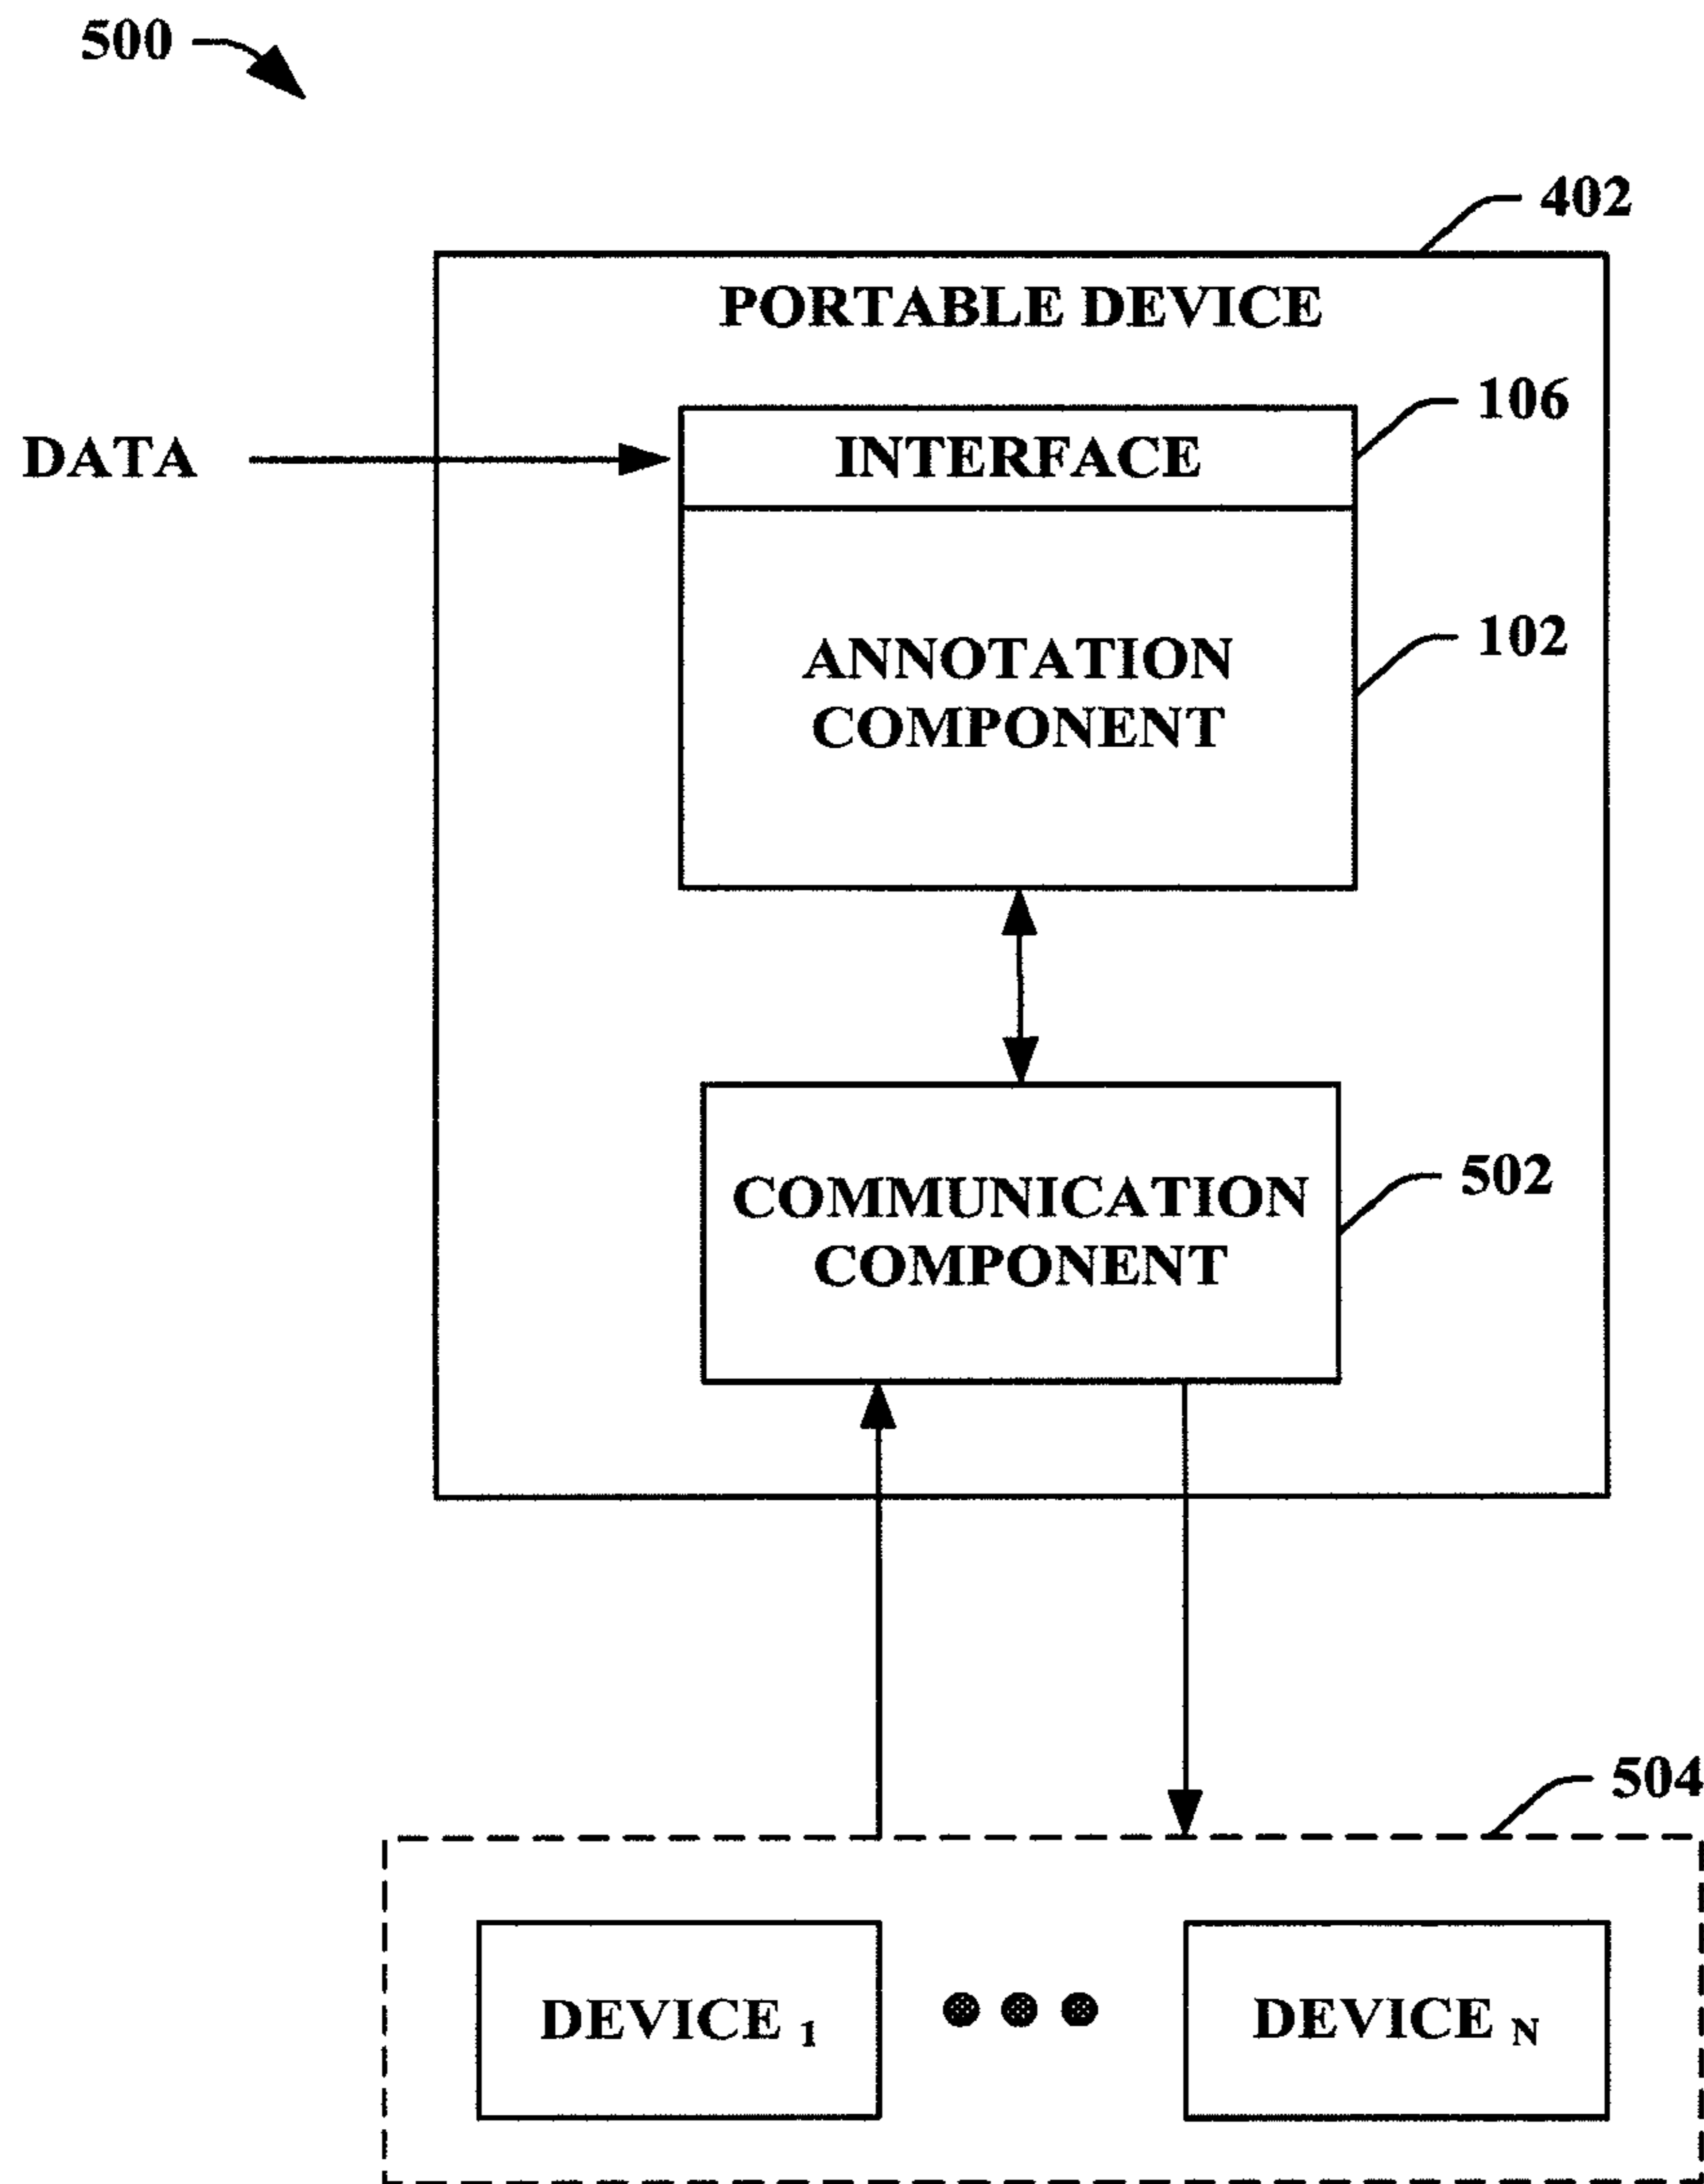 500
402
PORTABLE DEVICE
106
DATA
INTERFACE
102
ANNOTATION
COMPONENT
502
COMMUNICATION
COMPONENT
504
DEVICE 1
DEVICE N